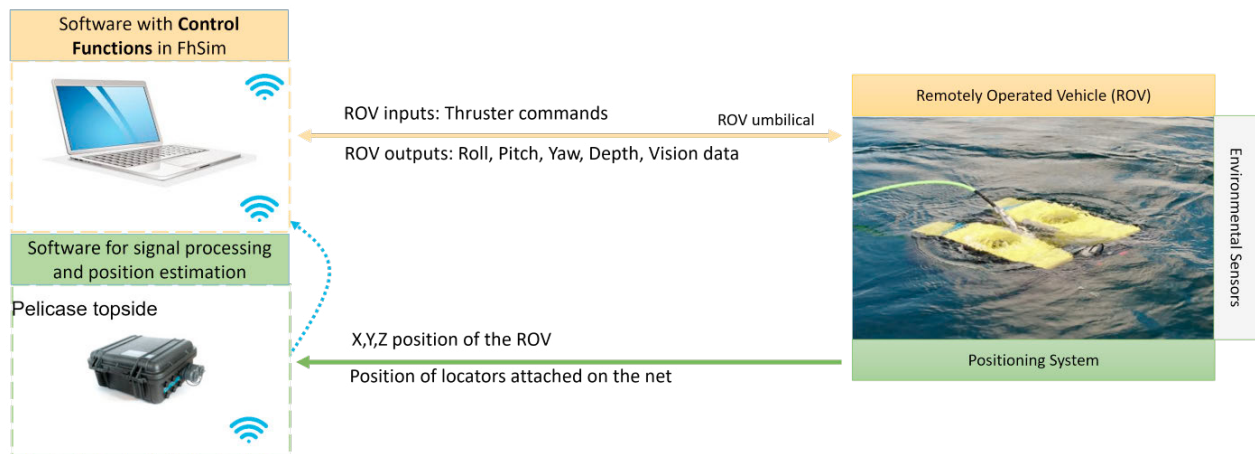 Software with Control
Functions in FhSim
ROV inputs: Thruster commands
ROV umbilical
ROV outputs: Roll, Pitch, Yaw, Depth, Vision data
Remotely Operated Vehicle (ROV)
Environmental Sensors
Software for signal processing
and position estimation
Pelicase topside
X,Y,Z position of the ROV
Position of locators attached on the net
Positioning System